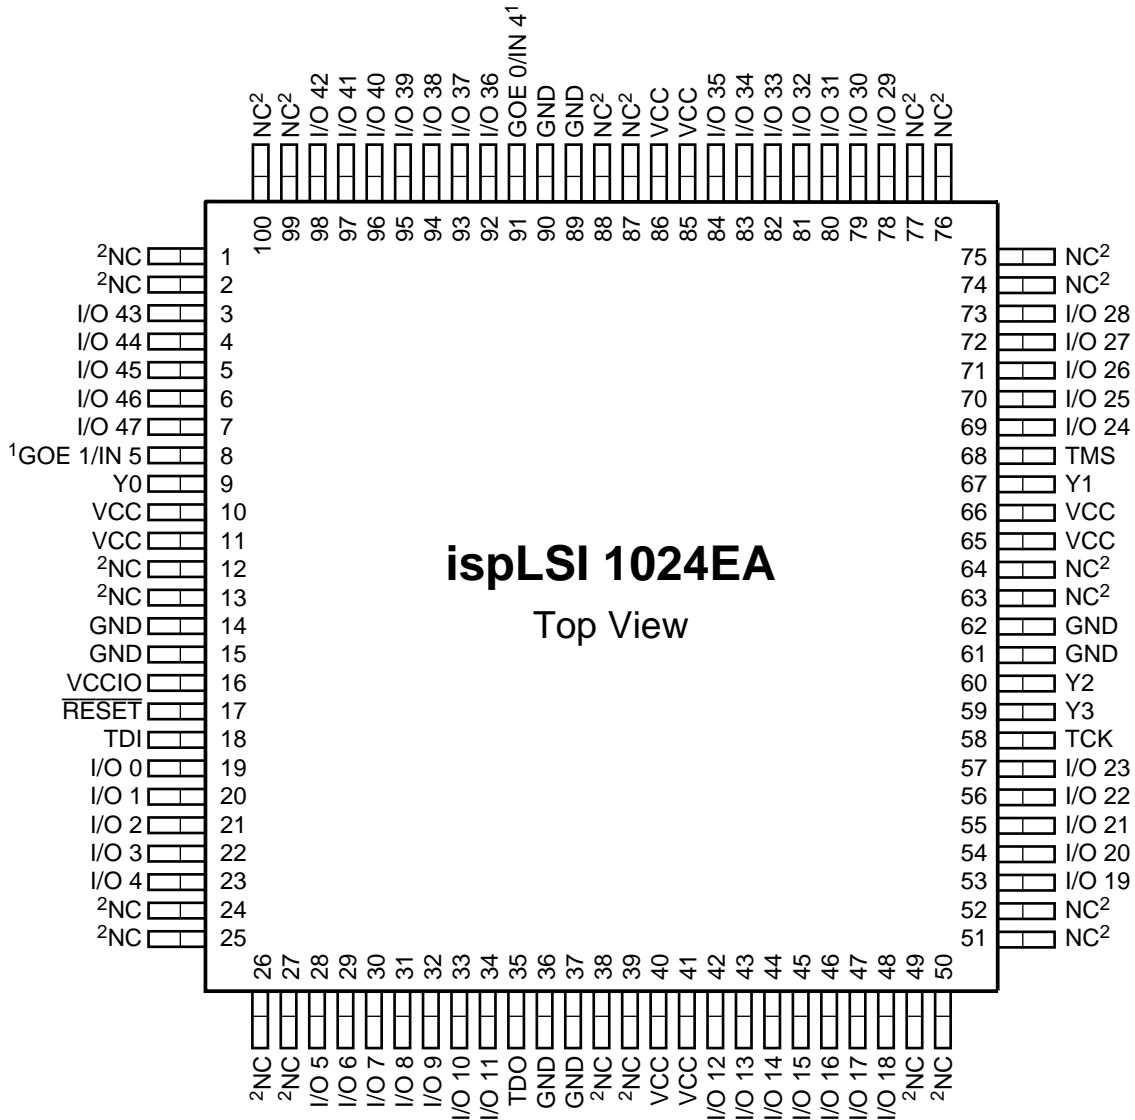 NC²
NC²
I/O 42
I/O 41
I/O 40
I/O 39
I/O 38
I/O 37
I/O 36
GOE 0/IN 4¹
GND
GND
NC²
NC²
VCC
VCC
I/O 35
I/O 34
I/O 33
I/O 32
I/O 31
I/O 30
I/O 29
NC²
NC²
100 99 98 97 96 95 94 93 92 91 90 89 88 87 86 85 84 83 82 81 80 79 78 77 76
²NC 1 75 NC²
²NC 2 74 NC²
I/O 43 3 73 I/O 28
I/O 44 4 72 I/O 27
I/O 45 5 71 I/O 26
I/O 46 6 70 I/O 25
I/O 47 7 69 I/O 24
¹GOE 1/IN 5 8 68 TMS
Y0 9 67 Y1
VCC 10 66 VCC
VCC 11 65 VCC
²NC 12 64 NC²
²NC 13 63 NC²
ispLSI 1024EA
Top View
GND 14 62 GND
GND 15 61 GND
VCCIO 16 60 Y2
RESET 17 59 Y3
TDI 18 58 TCK
I/O 0 19 57 I/O 23
I/O 1 20 56 I/O 22
I/O 2 21 55 I/O 21
I/O 3 22 54 I/O 20
I/O 4 23 53 I/O 19
²NC 24 52 NC²
²NC 25 51 NC²
26 27 28 29 30 31 32 33 34 35 36 37 38 39 40 41 42 43 44 45 46 47 48 49 50
²NC
²NC
I/O 5
I/O 6
I/O 7
I/O 8
I/O 9
I/O 10
I/O 11
TDO
GND
GND
²NC
²NC
VCC
VCC
I/O 12
I/O 13
I/O 14
I/O 15
I/O 16
I/O 17
I/O 18
²NC
²NC